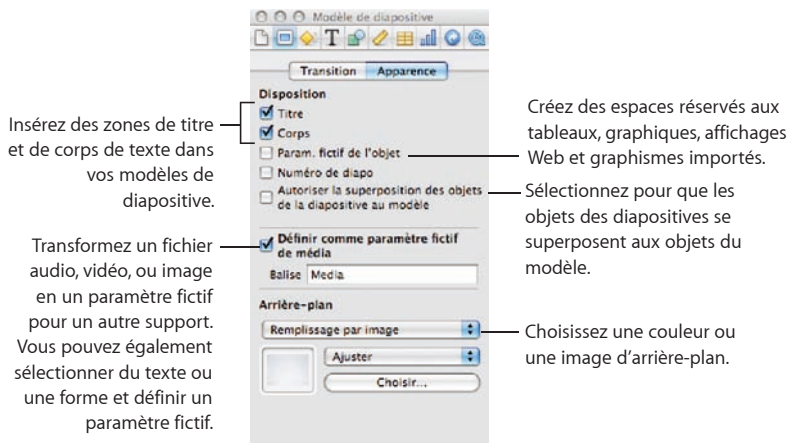 Modèle de diapositive
T
Transition Apparence
Disposition
Titre
Corps
Param. fictif de l'objet
Numéro de diapo
Autoriser la superposition des objets
de la diapositive au modèle
Définir comme paramètre fictif
de média
Balise Media
Arrière-plan
Remplissage par image
Ajuster
Choisir...
Insérez des zones de titre
et de corps de texte dans
vos modèles de
diapositive.
Transformez un fichier
audio, vidéo, ou image
en un paramètre fictif
pour un autre support.
Vous pouvez également
sélectionner du texte ou
une forme et définir un
paramètre fictif.
Créez des espaces réservés aux
tableaux, graphiques, affichages
Web et graphismes importés.
Sélectionnez pour que les
objets des diapositives se
superposent aux objets du
modèle.
Choisissez une couleur ou
une image d'arrière-plan.